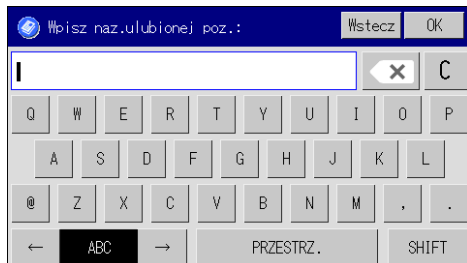 Wpisz naz.ulubionej poz.: Wstecz OK
C
Q W E R T Y U I O P
A S D F G H J K L
@ Z X C V B N M , .
← ABC → PRZESTRZ. SHIFT